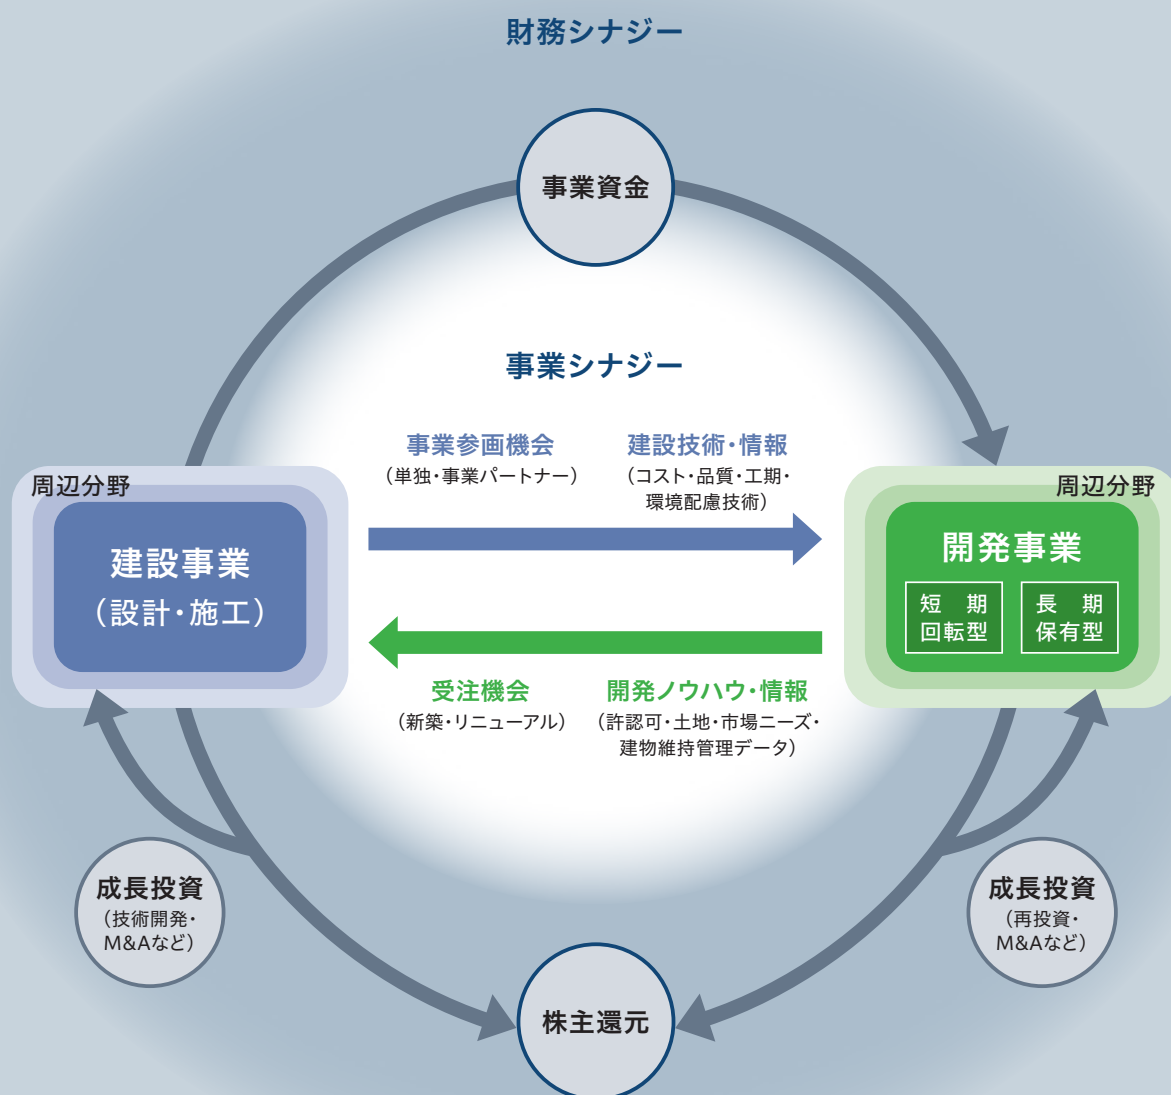 財務シナジー
事業資金
事業シナジー
事業参画機会
（単独・事業パートナー）
建設技術・情報
（コスト・品質・工期・
環境配慮技術）
周辺分野
建設事業
（設計・施工）
周辺分野
開発事業
短　期
回転型
長　期
保有型
受注機会
（新築・リニューアル）
開発ノウハウ・情報
（許認可・土地・市場ニーズ・
建物維持管理データ）
成長投資
（技術開発・
M&Aなど）
成長投資
（再投資・
M&Aなど）
株主還元